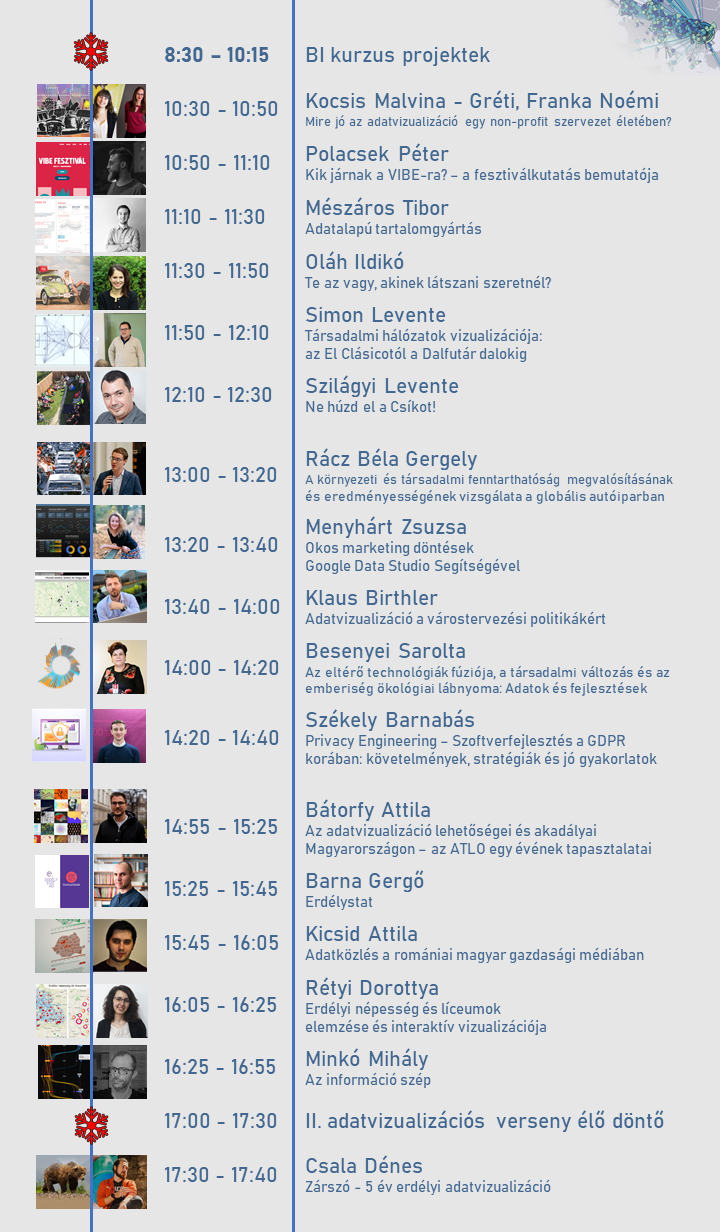 8:30 – 10:15 BI kurzus projektek
10:30 - 10:50 Kocsis Malvina - Gréti, Franka Noémi
Mire jó az adatvizualizáció egy non-profit szervezet életében?
VIBE FESZTIVÁL
10:50 - 11:10 Polacsek Péter
Kik járnak a VIBE-ra? – a fesztiválkutatás bemutatója
11:10 - 11:30 Mészáros Tibor
Adatalapú tartalomgyártás
11:30 - 11:50 Oláh Ildikó
Te az vagy, akinek látszani szeretnél?
11:50 - 12:10 Simon Levente
Társadalmi hálózatok vizualizációja:
az El Clásicotól a Dalfutár dalokig
12:10 - 12:30 Szilágyi Levente
Ne húzd el a Csíkot!
13:00 - 13:20 Rácz Béla Gergely
A környezeti és társadalmi fenntarthatóság megvalósításának
és eredményességének vizsgálata a globális autóiparban
13:20 - 13:40 Menyhárt Zsuzsa
Okos marketing döntések
Google Data Studio Segítségével
13:40 - 14:00 Klaus Birthler
Adatvizualizáció a várostervezési politikákért
14:00 - 14:20 Besenyei Sarolta
Az eltérő technológiák fúziója, a társadalmi változás és az
emberiség ökológiai lábnyoma: Adatok és fejlesztések
14:20 - 14:40 Székely Barnabás
Privacy Engineering – Szoftverfejlesztés a GDPR
korában: követelmények, stratégiák és jó gyakorlatok
14:55 - 15:25 Bátorfy Attila
Az adatvizualizáció lehetőségei és akadályai
Magyarországon – az ATLO egy évének tapasztalatai
15:25 - 15:45 Barna Gergő
Erdélystat
15:45 - 16:05 Kicsid Attila
Adatközlés a romániai magyar gazdasági médiában
16:05 - 16:25 Rétyi Dorottya
Erdélyi népesség és líceumok
elemzése és interaktív vizualizációja
16:25 - 16:55 Minkó Mihály
Az információ szép
17:00 - 17:30 II. adatvizualizációs verseny élő döntő
17:30 - 17:40 Csala Dénes
Zárszó - 5 év erdélyi adatvizualizáció